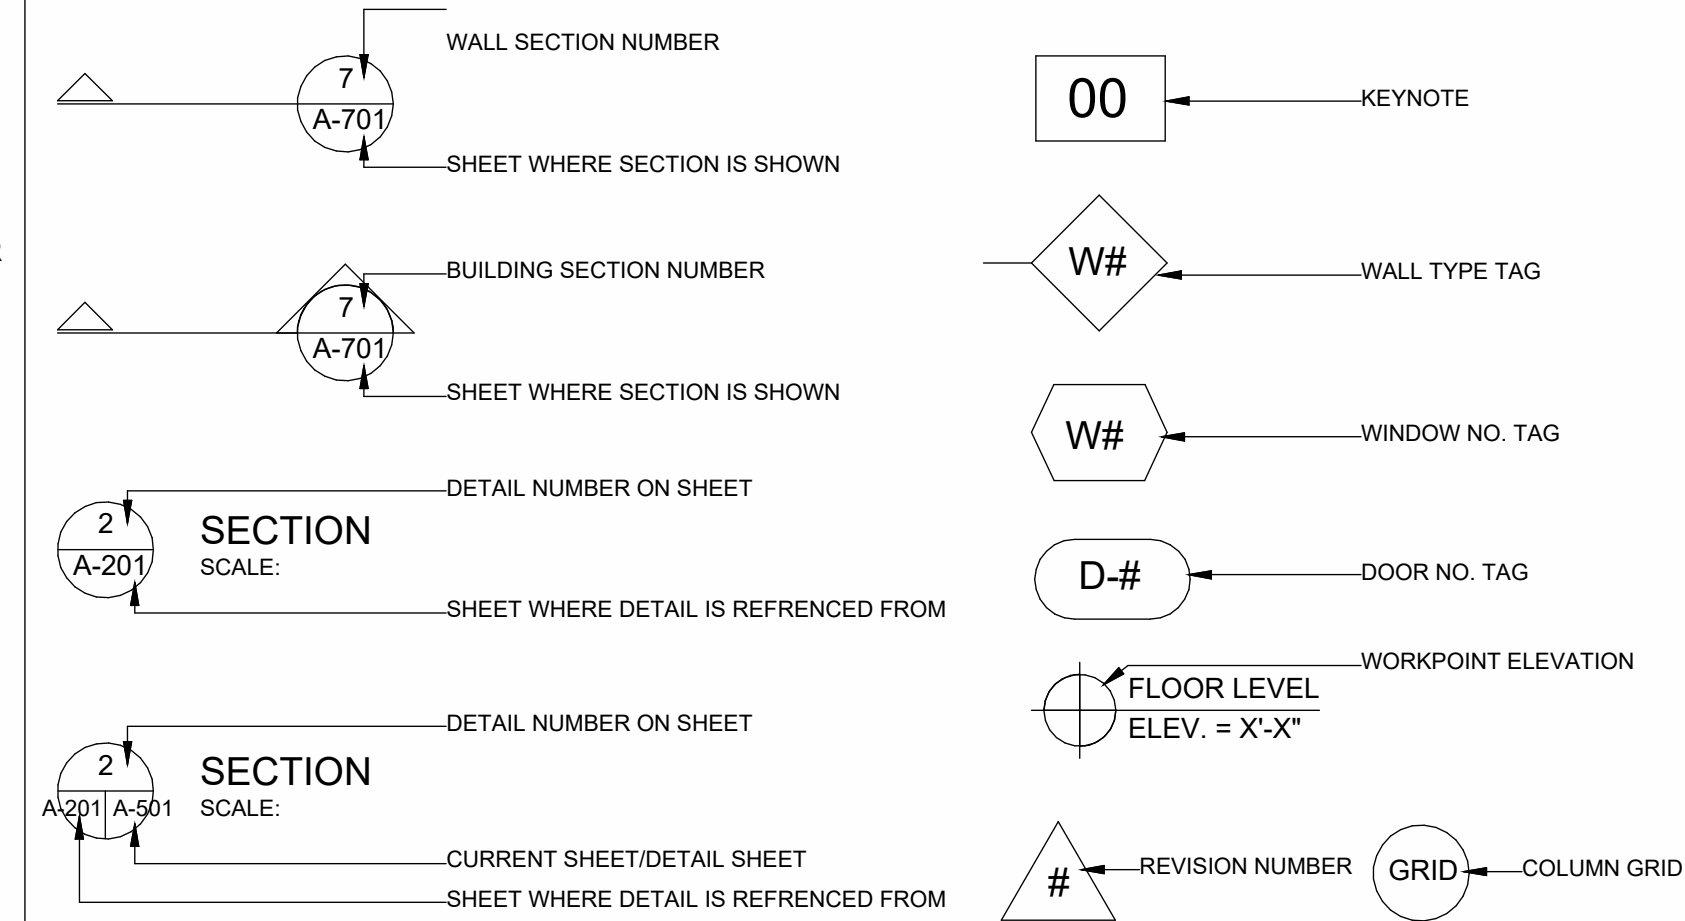 WALL SECTION NUMBER
7
A-701
SHEET WHERE SECTION IS SHOWN
BUILDING SECTION NUMBER
7
A-701
SHEET WHERE SECTION IS SHOWN
DETAIL NUMBER ON SHEET
2
A-201
SECTION
SCALE:
SHEET WHERE DETAIL IS REFRENCED FROM
DETAIL NUMBER ON SHEET
2
A-201 A-501
SECTION
SCALE:
CURRENT SHEET/DETAIL SHEET
SHEET WHERE DETAIL IS REFRENCED FROM
00
KEYNOTE
W#
WALL TYPE TAG
W#
WINDOW NO. TAG
D-#
DOOR NO. TAG
WORKPOINT ELEVATION
FLOOR LEVEL
ELEV. = X'-X"
#
REVISION NUMBER
GRID
COLUMN GRID